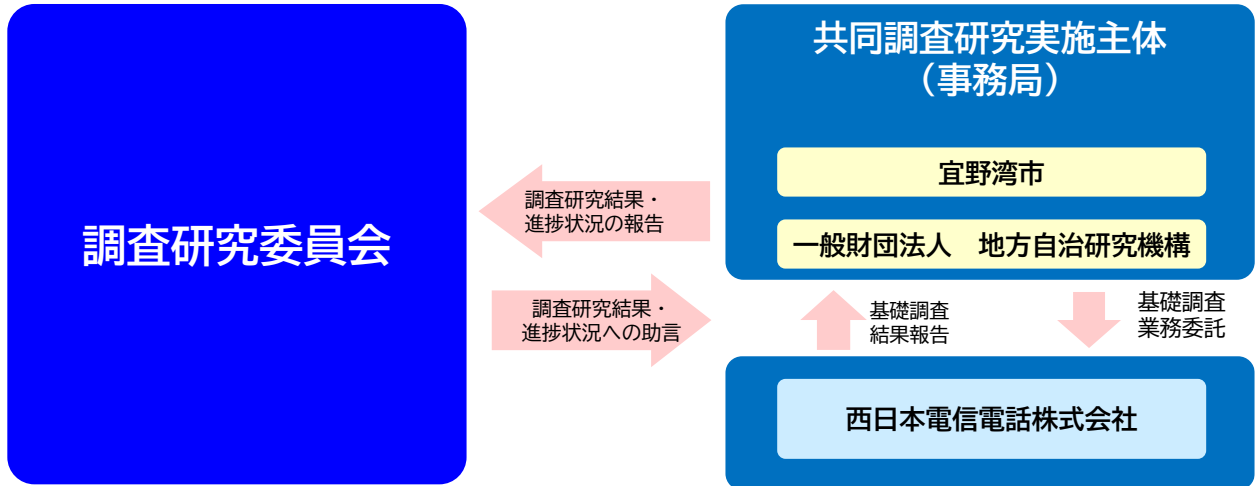 調査研究委員会
調査研究結果・
進捗状況の報告
調査研究結果・
進捗状況への助言
共同調査研究実施主体
（事務局）
宜野湾市
一般財団法人　地方自治研究機構
基礎調査
結果報告
基礎調査
業務委託
西日本電信電話株式会社